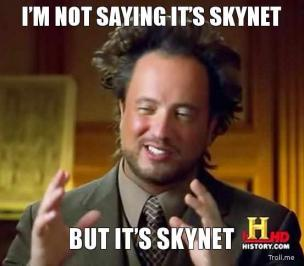 I'M NOT SAYING IT'S SKYNET
BUT IT'S SKYNET
H HD
HISTORY.COM
Troll.me